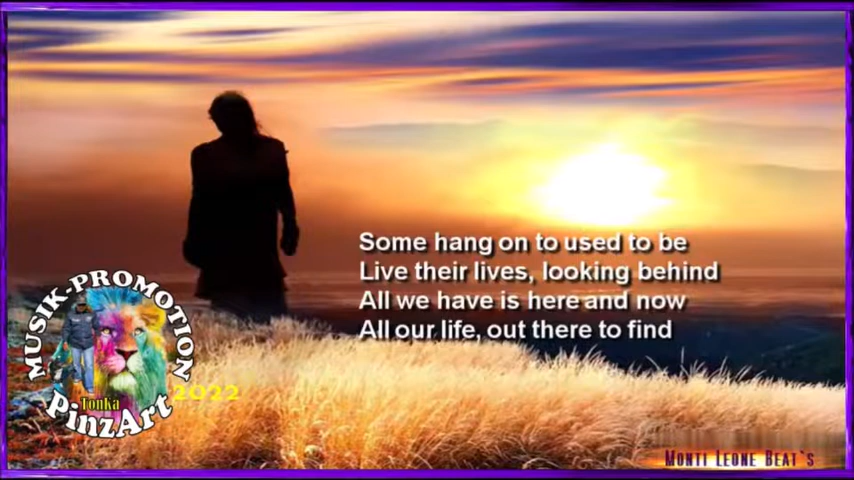 Some hang on to used to be
Live their lives, looking behind
All we have is here and now
All our life, out there to find
MUSIK-PROMOTION
2022
Tonka
PinzArt
Monti Leone Beat`s